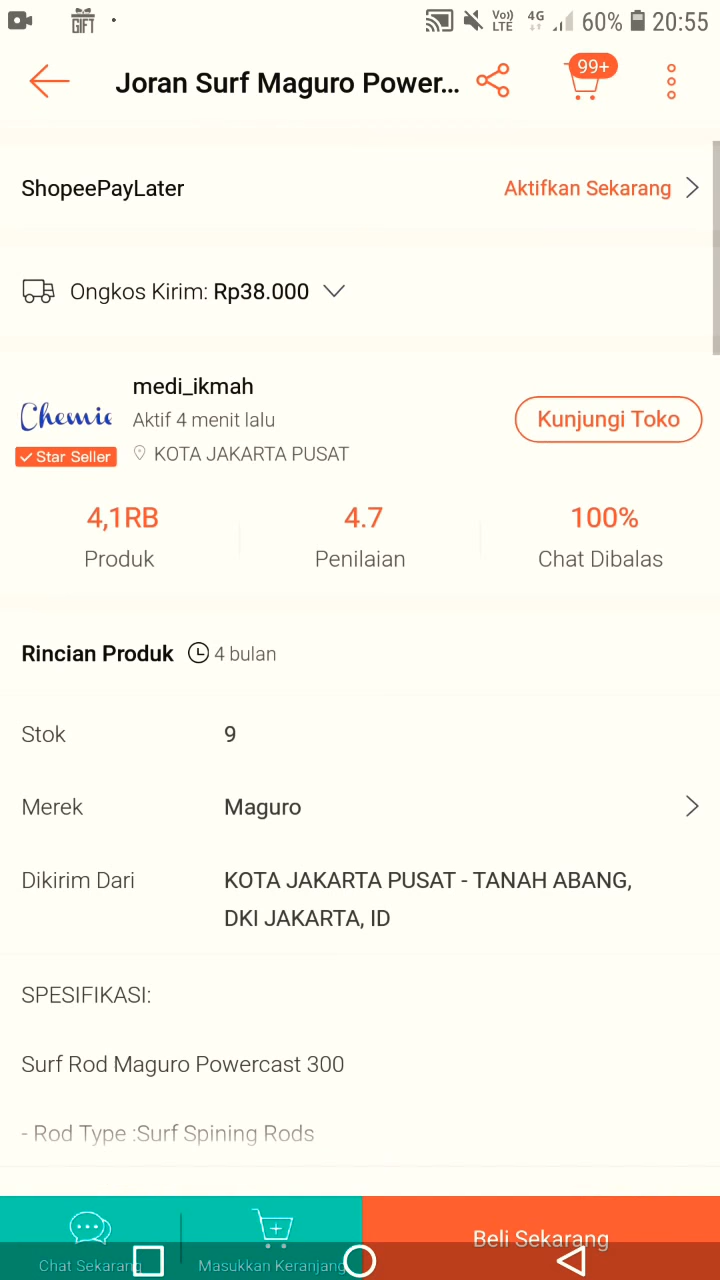 GIFT
Vo)) LTE 4G 60% 20:55
Joran Surf Maguro Power...
99+
ShopeePayLater
Aktifkan Sekarang
Ongkos Kirim: Rp38.000
medi_ikmah
Chemic
Aktif 4 menit lalu
Kunjungi Toko
Star Seller
KOTA JAKARTA PUSAT
4,1RB
4.7
100%
Produk
Penilaian
Chat Dibalas
Rincian Produk 4 bulan
Stok 9
Merek Maguro
Dikirim Dari KOTA JAKARTA PUSAT - TANAH ABANG,
DKI JAKARTA, ID
SPESIFIKASI:
Surf Rod Maguro Powercast 300
- Rod Type :Surf Spining Rods
Beli Sekarang
Chat Sekarang
Masukkan Keranjang